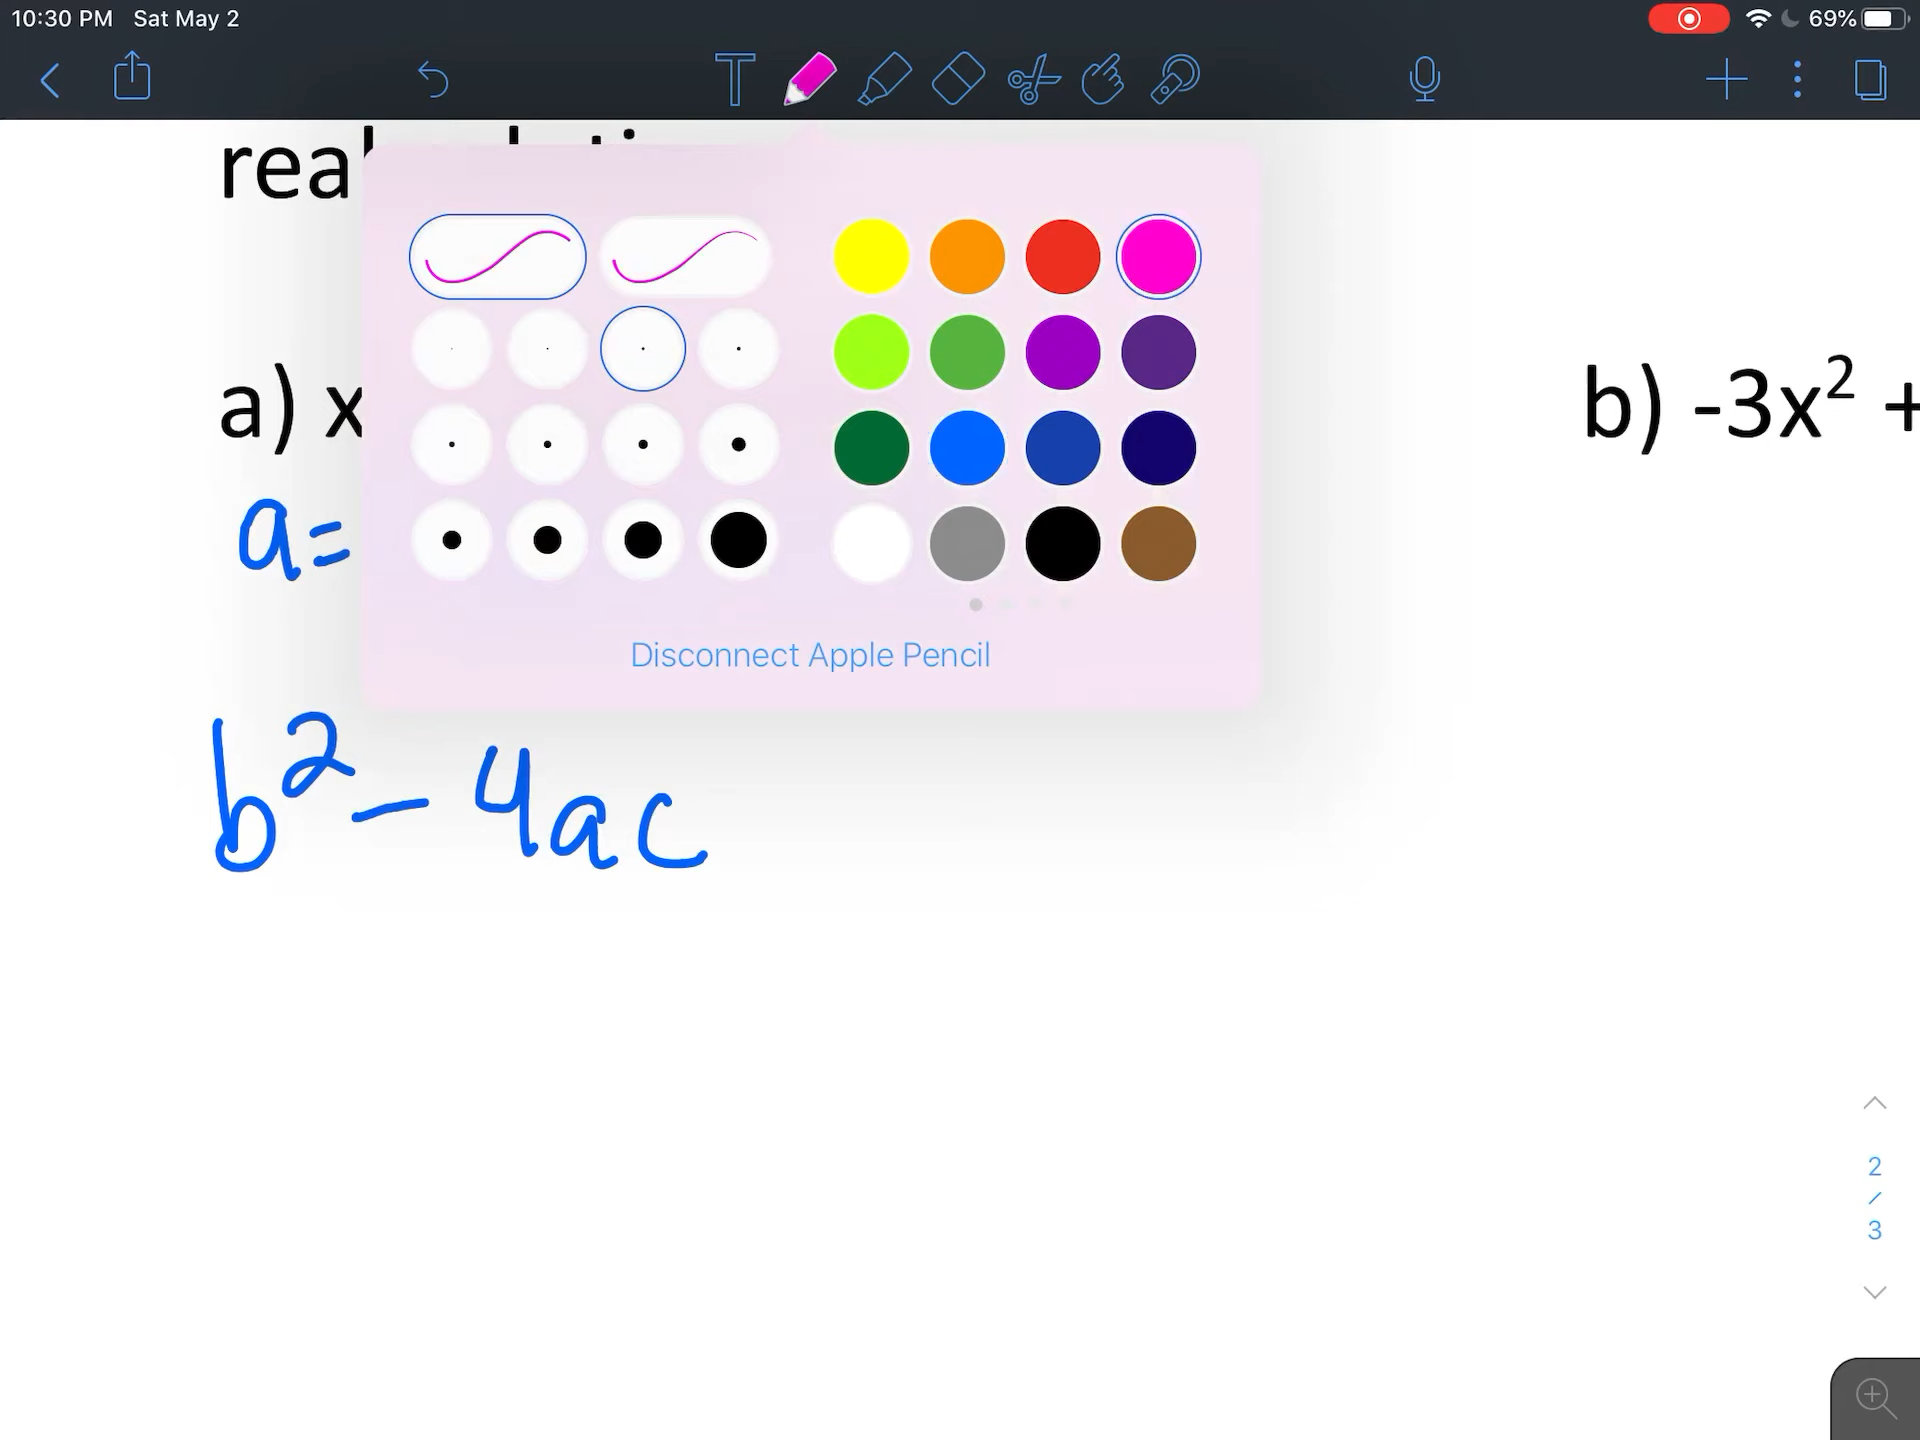 10:30 PM Sat May 2
69%
T
rea
a) x
b) -3x² +
a=
Disconnect Apple Pencil
b² - 4ac
2
/
3